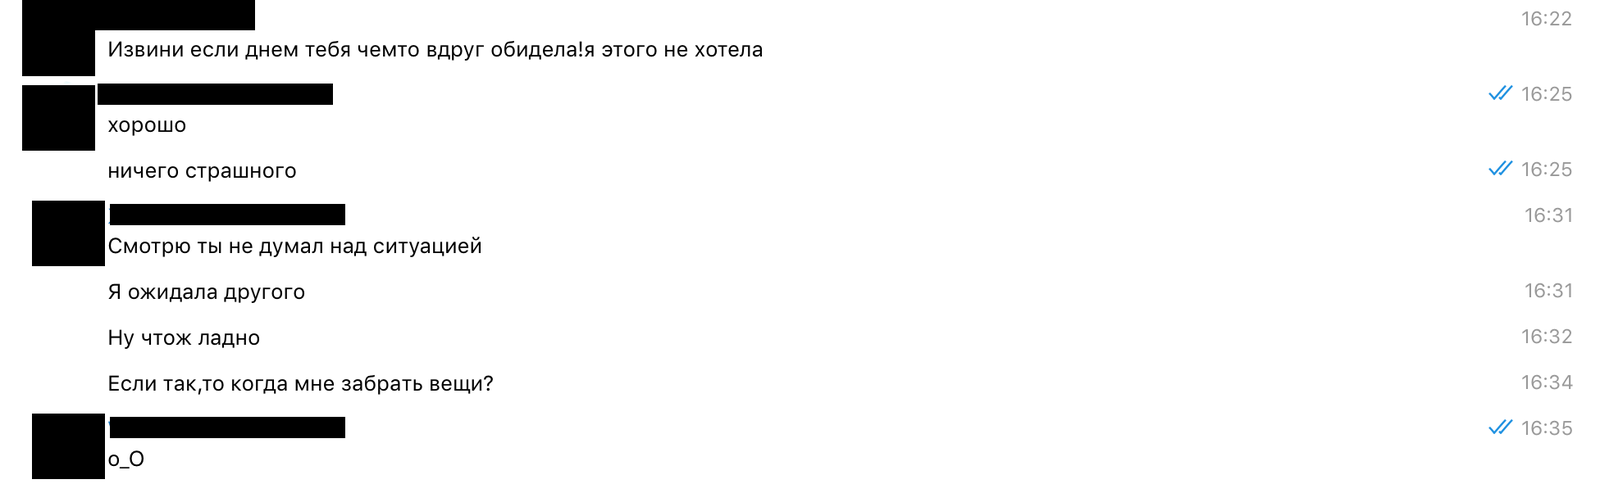 16:22
Извини если днем тебя чемто вдруг обидела!я этого не хотела
16:25
хорошо
ничего страшного 16:25
16:31
Смотрю ты не думал над ситуацией
Я ожидала другого 16:31
Ну чтож ладно 16:32
Если так,то когда мне забрать вещи? 16:34
16:35
о_О